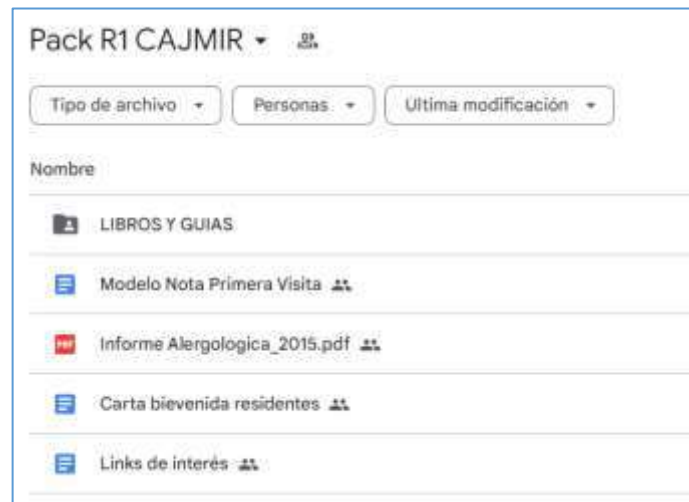 Pack R1 CAJMIR
Tipo de archivo Personas Ultima modificación
Nombre
LIBROS Y GUIAS
Modelo Nota Primera Visita
PDF Informe Alergologica_2015.pdf
Carta bievenida residentes
Links de interés